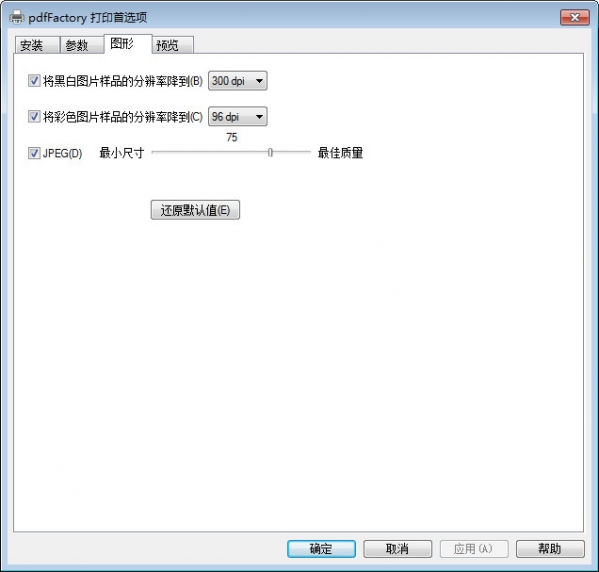 pdfFactory 打印首选项
安装 参数 图形 预览
将黑白图片样品的分辨率降到(B) 300 dpi
将彩色图片样品的分辨率降到(C) 96 dpi
75
JPEG(D) 最小尺寸 最佳质量
还原默认值(E)
确定 取消 应用(A) 帮助